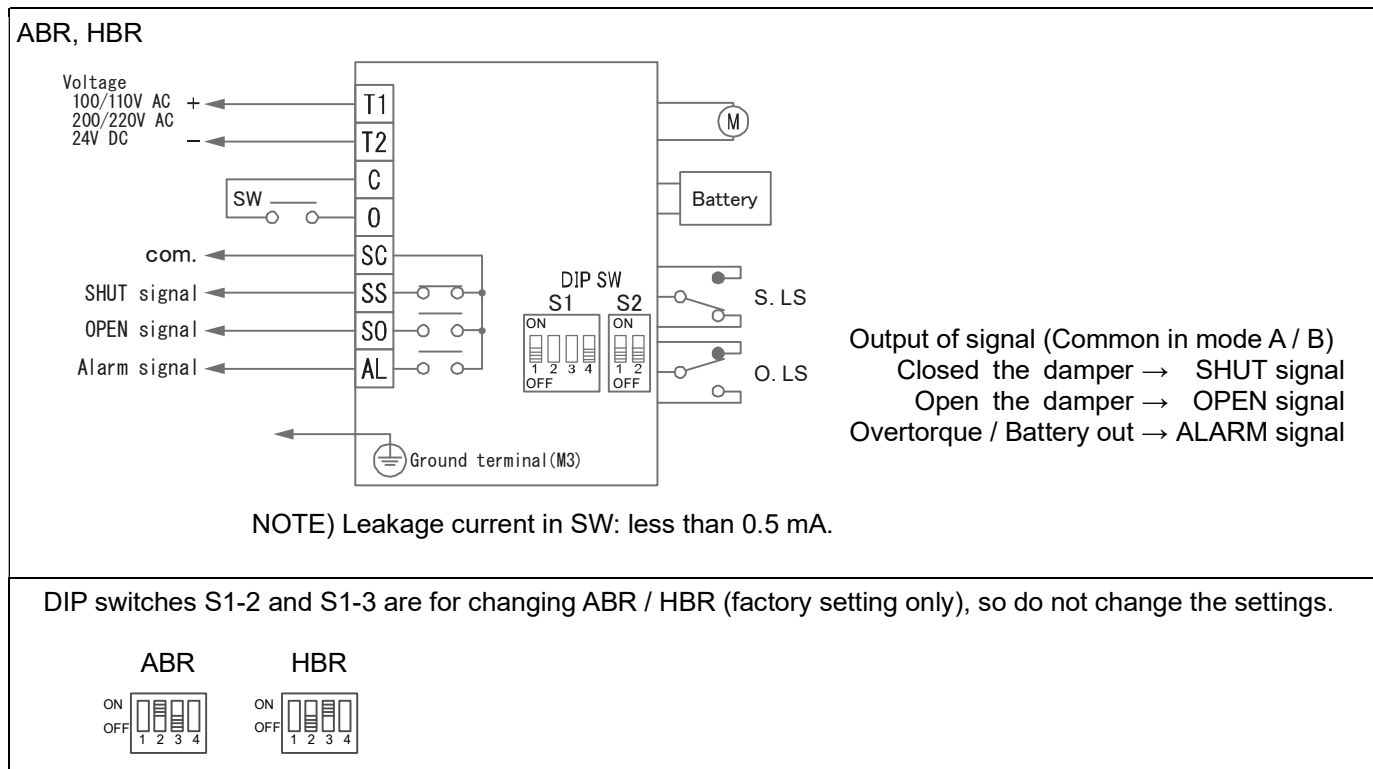 ABR, HBR
Voltage
100/110V AC +
200/220V AC
24V DC −
T1
T2
C
O
SC
SS
SO
AL
SW
com.
SHUT signal
OPEN signal
Alarm signal
Ground terminal(M3)
M
Battery
DIP SW
S1 S2
ON ON
1 2 3 4 1 2
OFF OFF
S. LS
O. LS
Output of signal (Common in mode A / B)
Closed the damper → SHUT signal
Open the damper → OPEN signal
Overtorque / Battery out → ALARM signal
NOTE) Leakage current in SW: less than 0.5 mA.
DIP switches S1-2 and S1-3 are for changing ABR / HBR (factory setting only), so do not change the settings.
ABR HBR
ON ON
OFF OFF
1 2 3 4 1 2 3 4